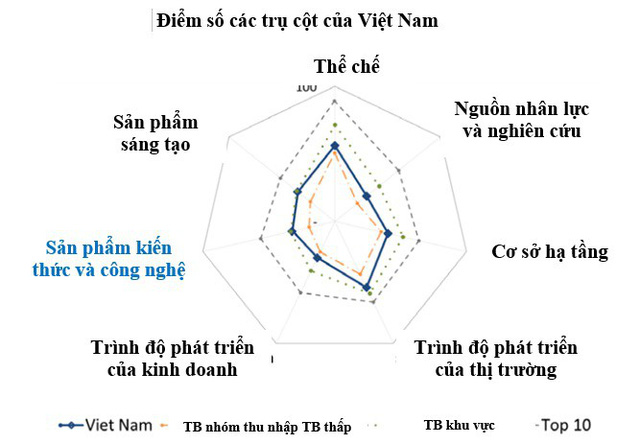 Điểm số các trụ cột của Việt Nam
Thể chế
100
Nguồn nhân lực
và nghiên cứu
Sản phẩm
sáng tạo
Sản phẩm kiến
thức và công nghệ
Cơ sở hạ tầng
Trình độ phát triển
của kinh doanh
Trình độ phát triển
của thị trường
Viet Nam TB nhóm thu nhập TB thấp TB khu vực Top 10